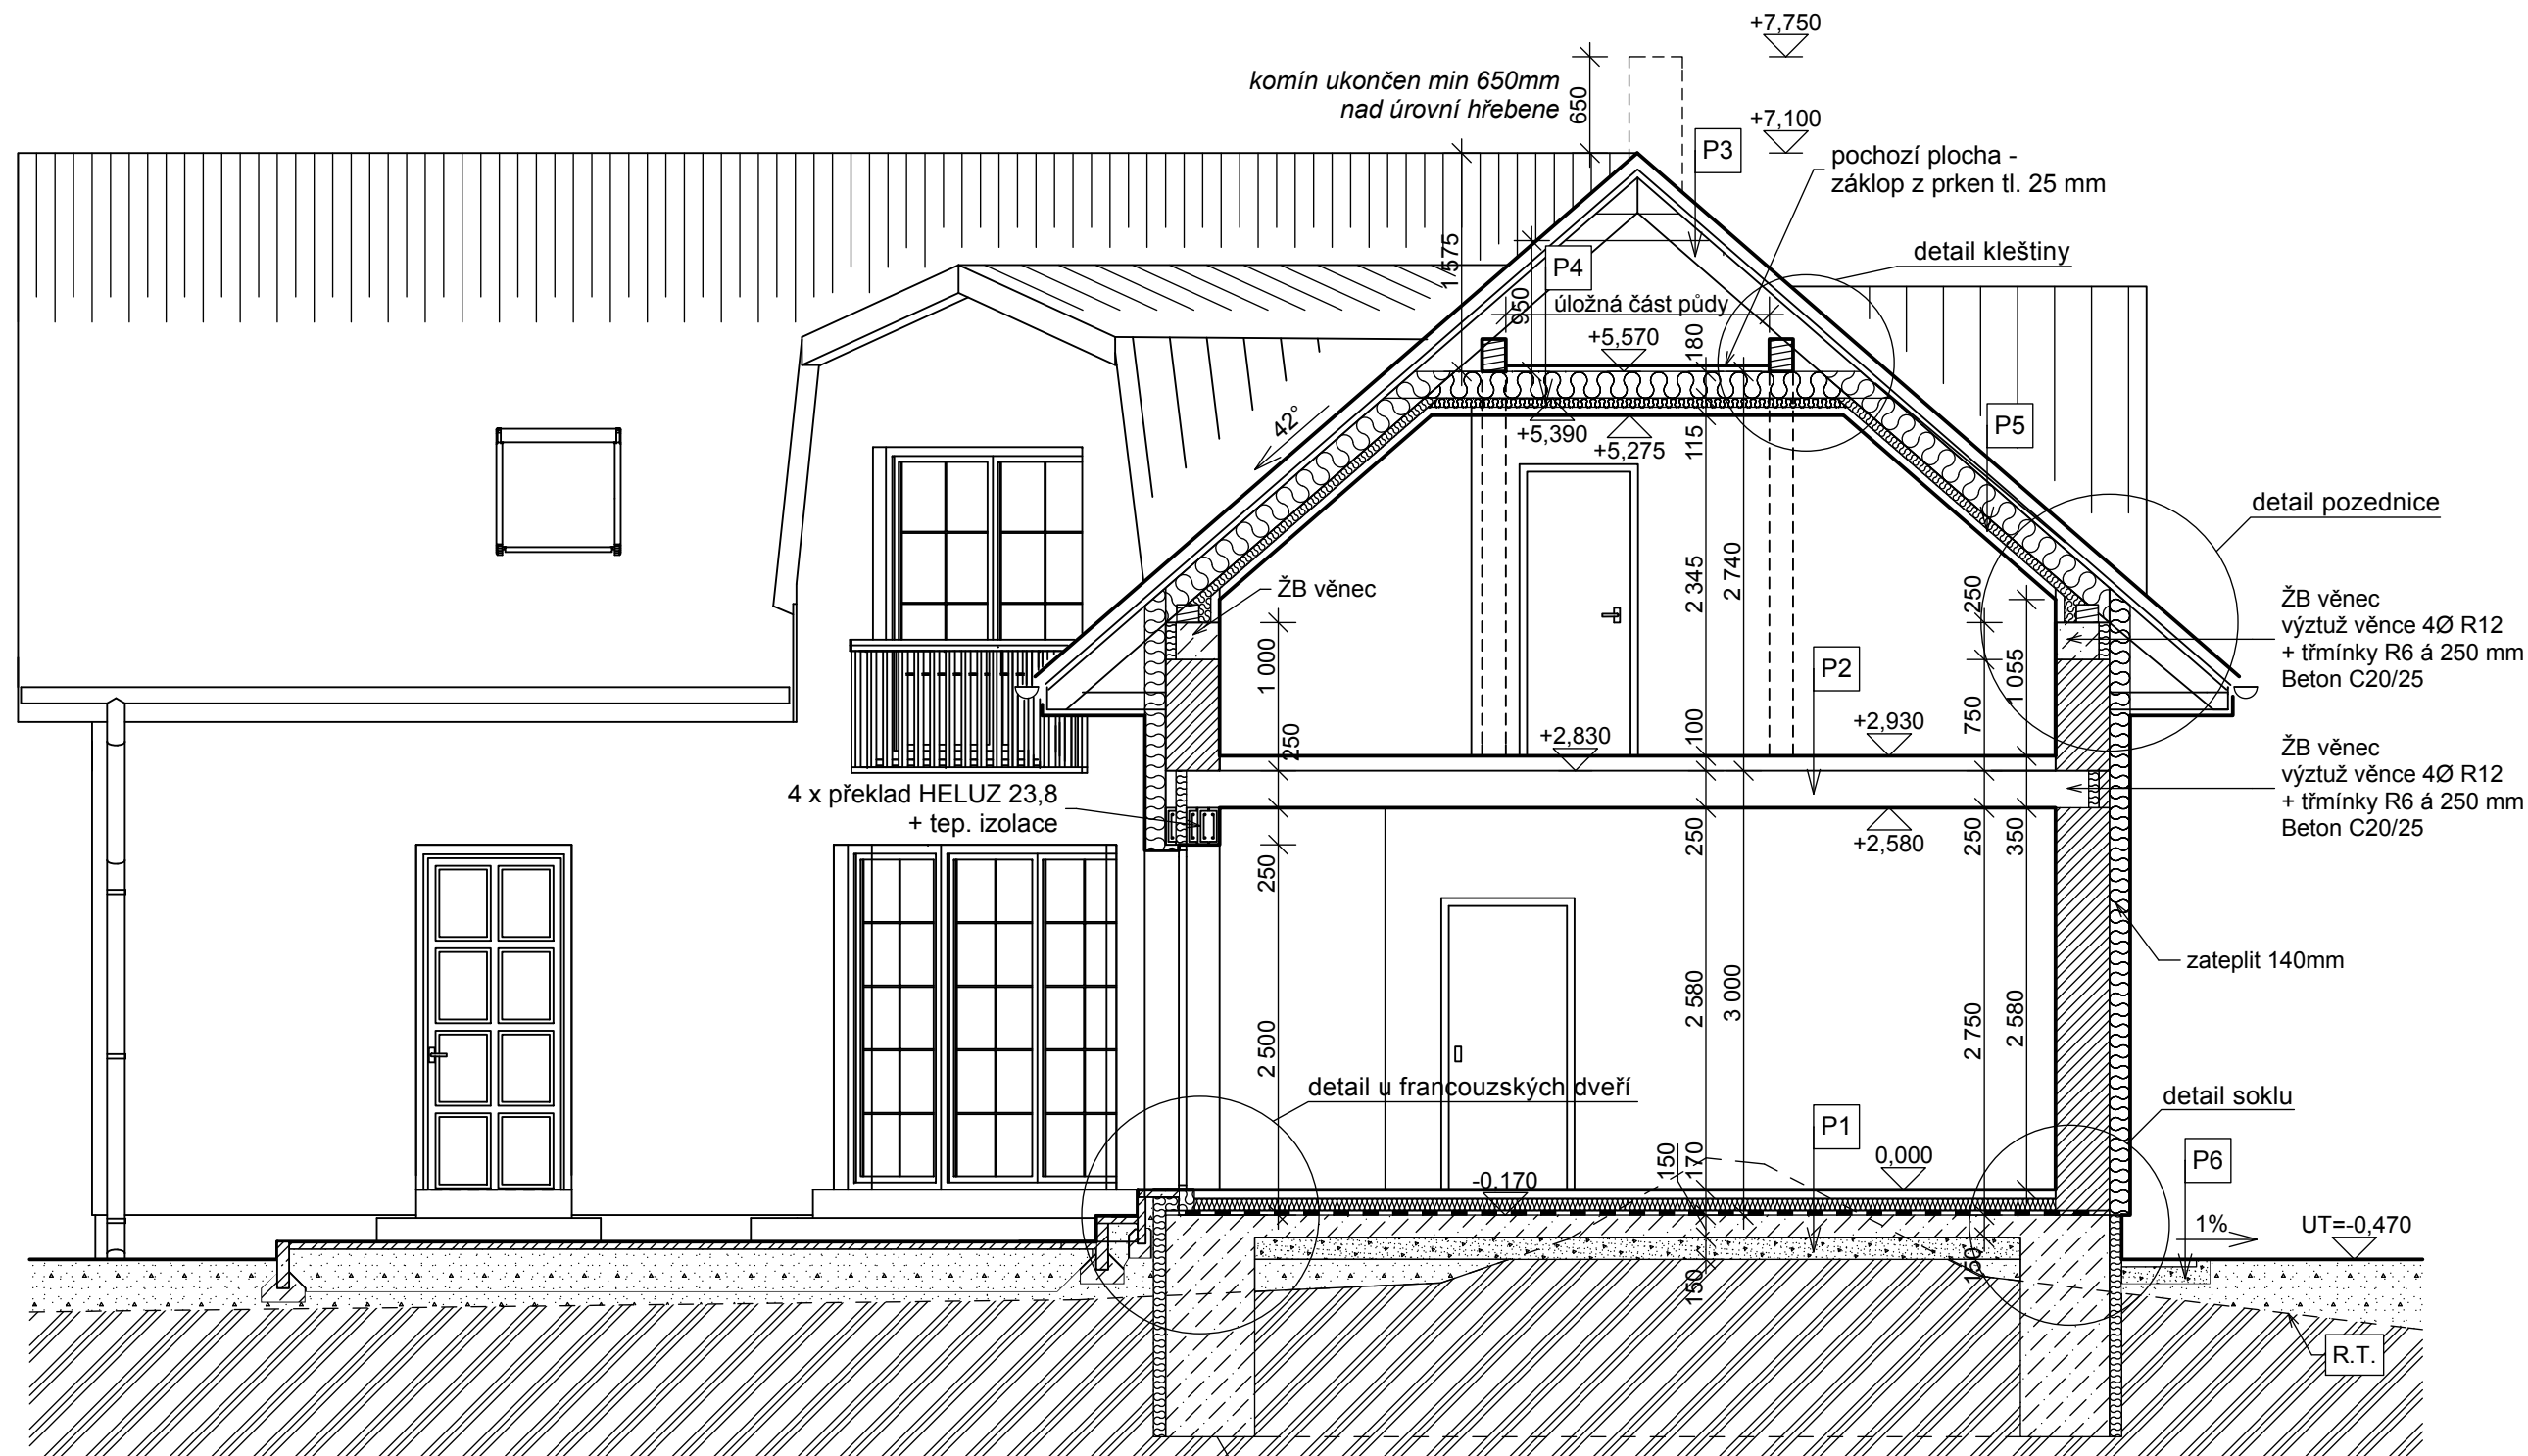 +7,750
komín ukončen min 650mm
nad úrovní hřebene
650
+7,100
P3
pochozí plocha -
záklop z prken tl. 25 mm
1 575
950
P4
detail kleštiny
úložná část půdy
+5,570
180
42°
+5,390
+5,275
115
P5
detail pozednice
2 345
2 740
ŽB věnec
250
ŽB věnec
výztuž věnce 4Ø R12
+ třmínky R6 á 250 mm
Beton C20/25
1 000
1 055
P2
750
250
+2,830
100
+2,930
ŽB věnec
výztuž věnce 4Ø R12
+ třmínky R6 á 250 mm
Beton C20/25
4 x překlad HELUZ 23,8
+ tep. izolace
250
250
+2,580
250
350
zateplit 140mm
2 500
2 580
3 000
2 750
2 580
detail u francouzských dveří
detail soklu
P1
150
170
-0,170
0,000
P6
1%
UT=-0,470
150
150
R.T.